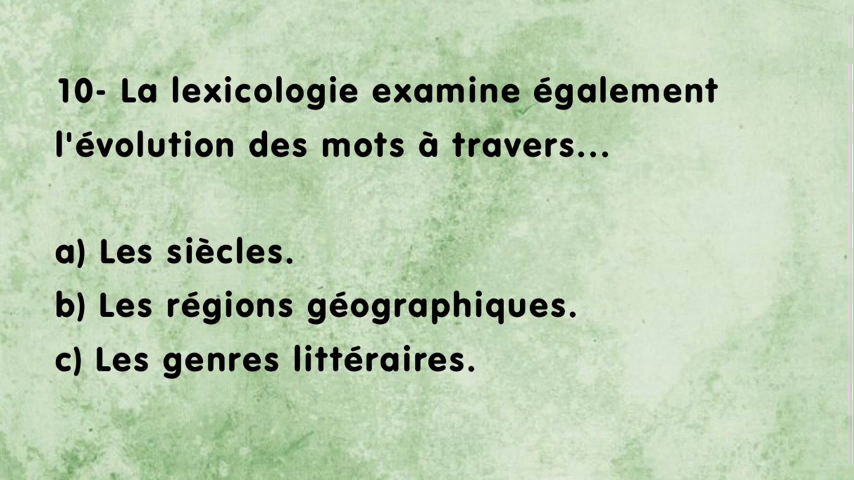 10- La lexicologie examine également
l'évolution des mots à travers...
a) Les siècles.
b) Les régions géographiques.
c) Les genres littéraires.